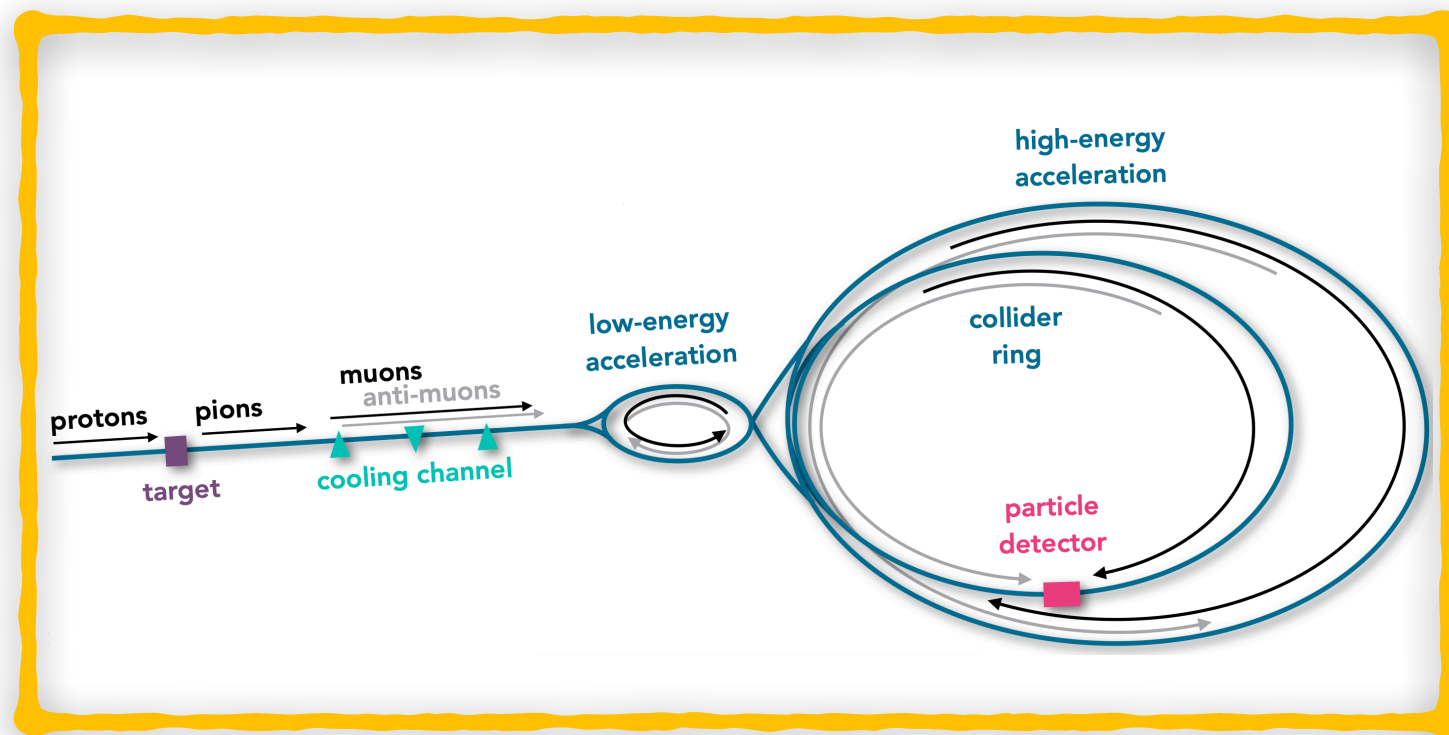 high-energy
acceleration
low-energy
acceleration
collider
ring
muons
anti-muons
protons
pions
target
cooling channel
particle
detector